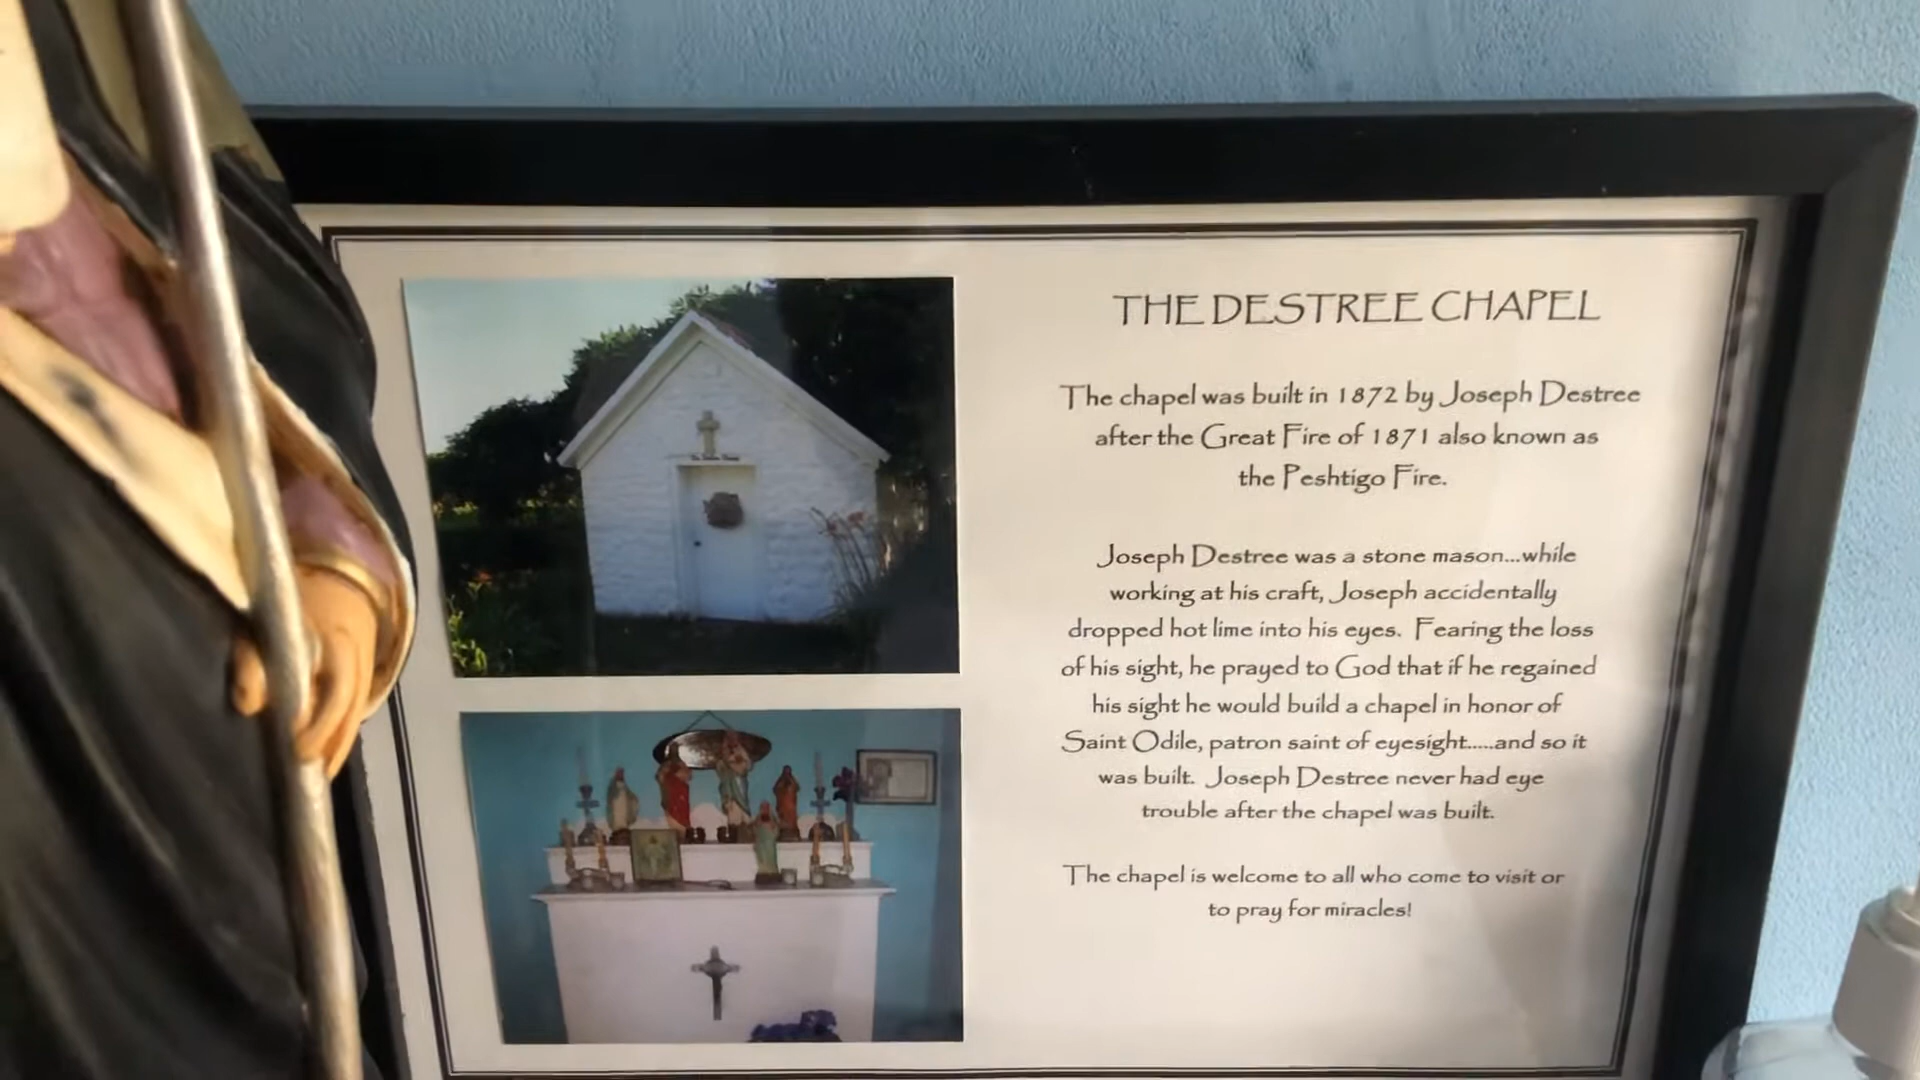 THE DESTREE CHAPEL
The chapel was built in 1872 by Joseph Destree
after the Great Fire of 1871 also known as
the Peshtigo Fire.
Joseph Destree was a stone mason...while
working at his craft, Joseph accidentally
dropped hot lime into his eyes. Fearing the loss
of his sight, he prayed to God that if he regained
his sight he would build a chapel in honor of
Saint Odile, patron saint of eyesight.....and so it
was built. Joseph Destree never had eye
trouble after the chapel was built.
The chapel is welcome to all who come to visit or
to pray for miracles!